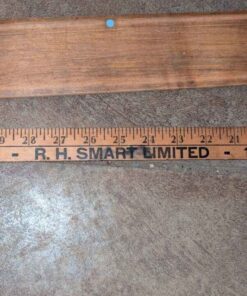 28 27 26 25 24 23 22 21
- R. H. SMART LIMITED -